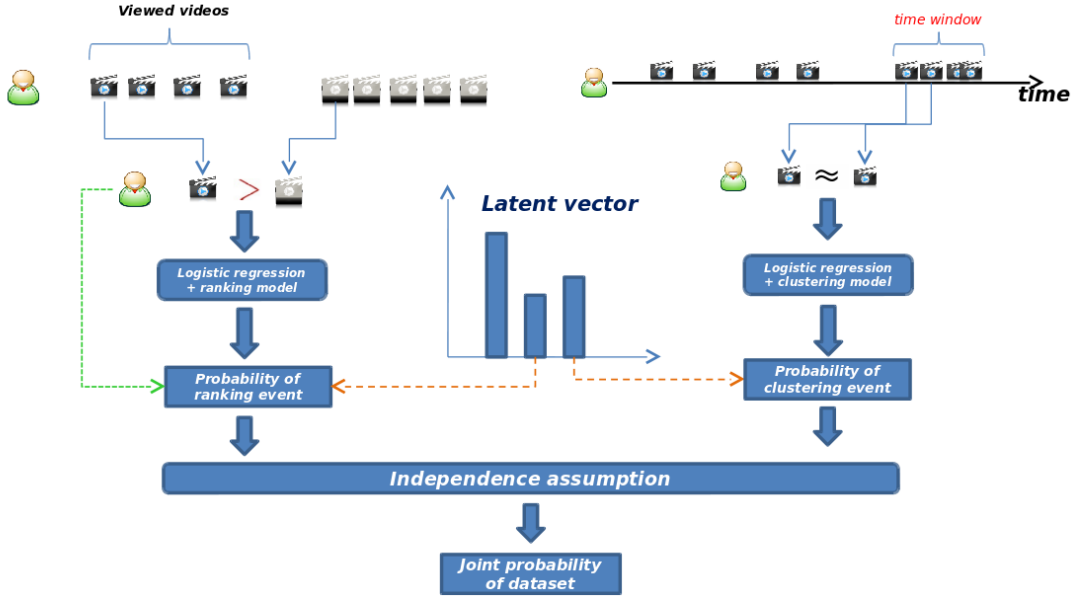 Viewed videos
time window
time
>
≈
Latent vector
Logistic regression
+ ranking model
Logistic regression
+ clustering model
Probability of
ranking event
Probability of
clustering event
Independence assumption
Joint probability
of dataset